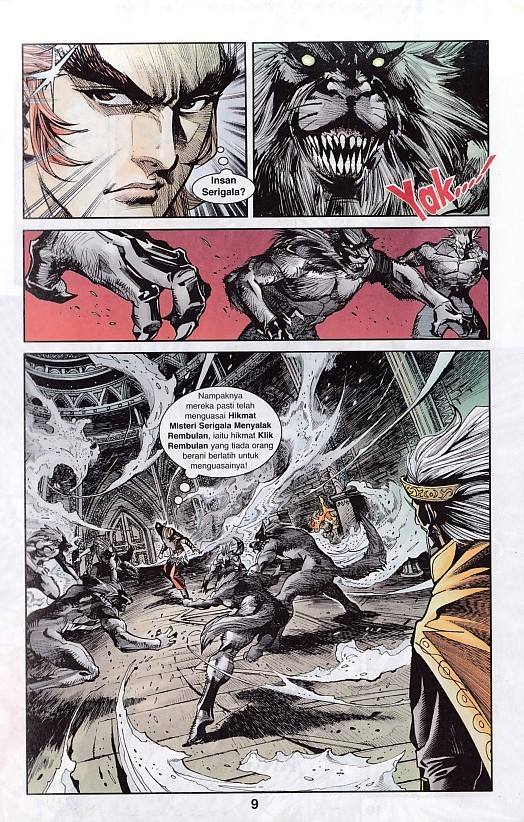 Insan
Serigala?
Yak....
Nampaknya
mereka pasti telah
menguasai Hikmat
Misteri Serigala Menyalak
Rembulan, iaitu hikmat Klik
Rembulan yang tiada orang
berani berlatih untuk
menguasainya!
9